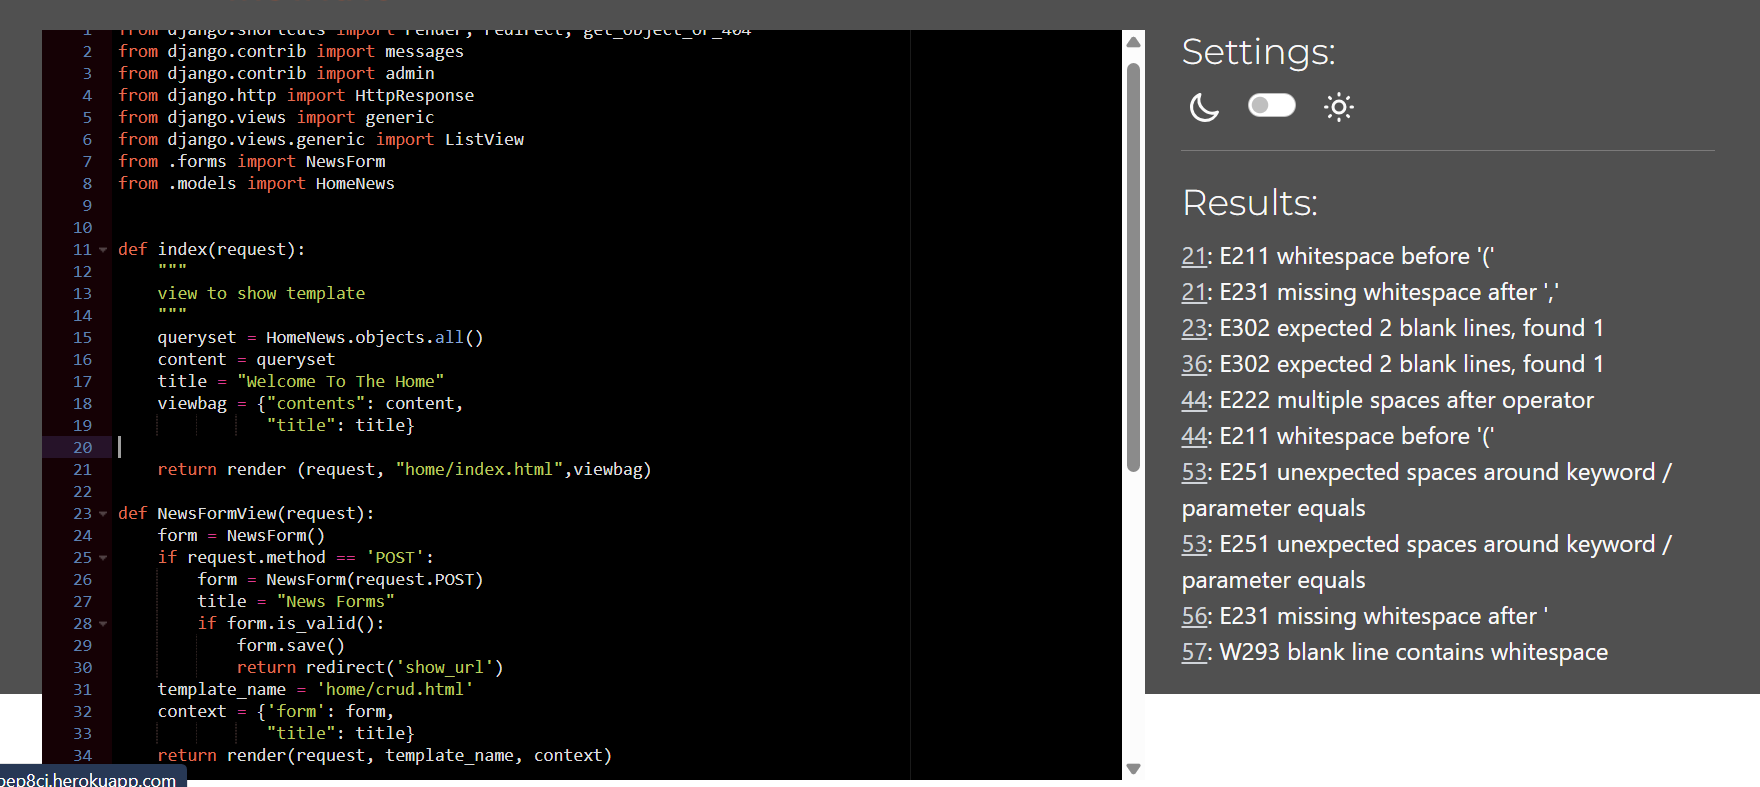 1 from django.shortcuts import render, redirect, get_object_or_404
2 from django.contrib import messages
3 from django.contrib import admin
4 from django.http import HttpResponse
5 from django.views import generic
6 from django.views.generic import ListView
7 from .forms import NewsForm
8 from .models import HomeNews
9
10
11 def index(request):
12 """
13 view to show template
14 """
15 queryset = HomeNews.objects.all()
16 content = queryset
17 title = "Welcome To The Home"
18 viewbag = {"contents": content,
19 "title": title}
20
21 return render (request, "home/index.html",viewbag)
22
23 def NewsFormView(request):
24 form = NewsForm()
25 if request.method == 'POST':
26 form = NewsForm(request.POST)
27 title = "News Forms"
28 if form.is_valid():
29 form.save()
30 return redirect('show_url')
31 template_name = 'home/crud.html'
32 context = {'form': form,
33 "title": title}
34 return render(request, template_name, context)
pep8ci.herokuapp.com
Settings:
Results:
21: E211 whitespace before '('
21: E231 missing whitespace after ','
23: E302 expected 2 blank lines, found 1
36: E302 expected 2 blank lines, found 1
44: E222 multiple spaces after operator
44: E211 whitespace before '('
53: E251 unexpected spaces around keyword /
parameter equals
53: E251 unexpected spaces around keyword /
parameter equals
56: E231 missing whitespace after '
57: W293 blank line contains whitespace